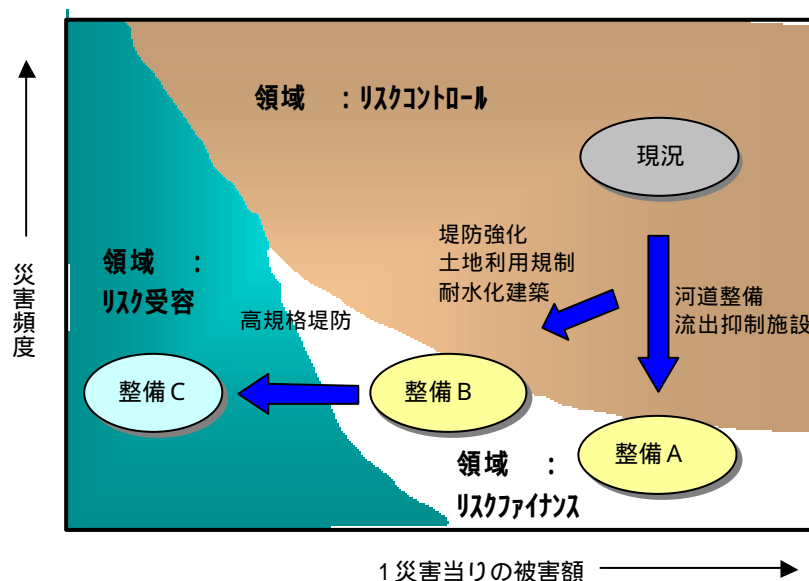 領域　：リスクコントロール
現況
堤防強化
土地利用規制
耐水化建築
領域　：
リスク受容
災害頻度
高規格堤防
河道整備
流出抑制施設
整備C
整備B
整備A
領域　：
リスクファイナンス
1災害当りの被害額